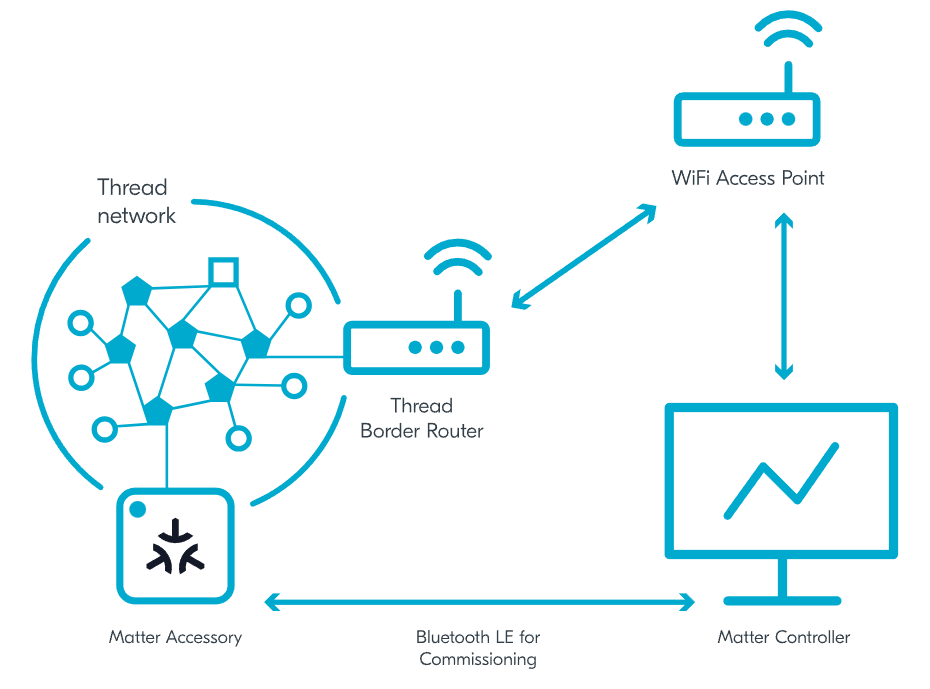 WiFi Access Point
Thread
network
Thread
Border Router
Matter Accessory
Bluetooth LE for
Commissioning
Matter Controller